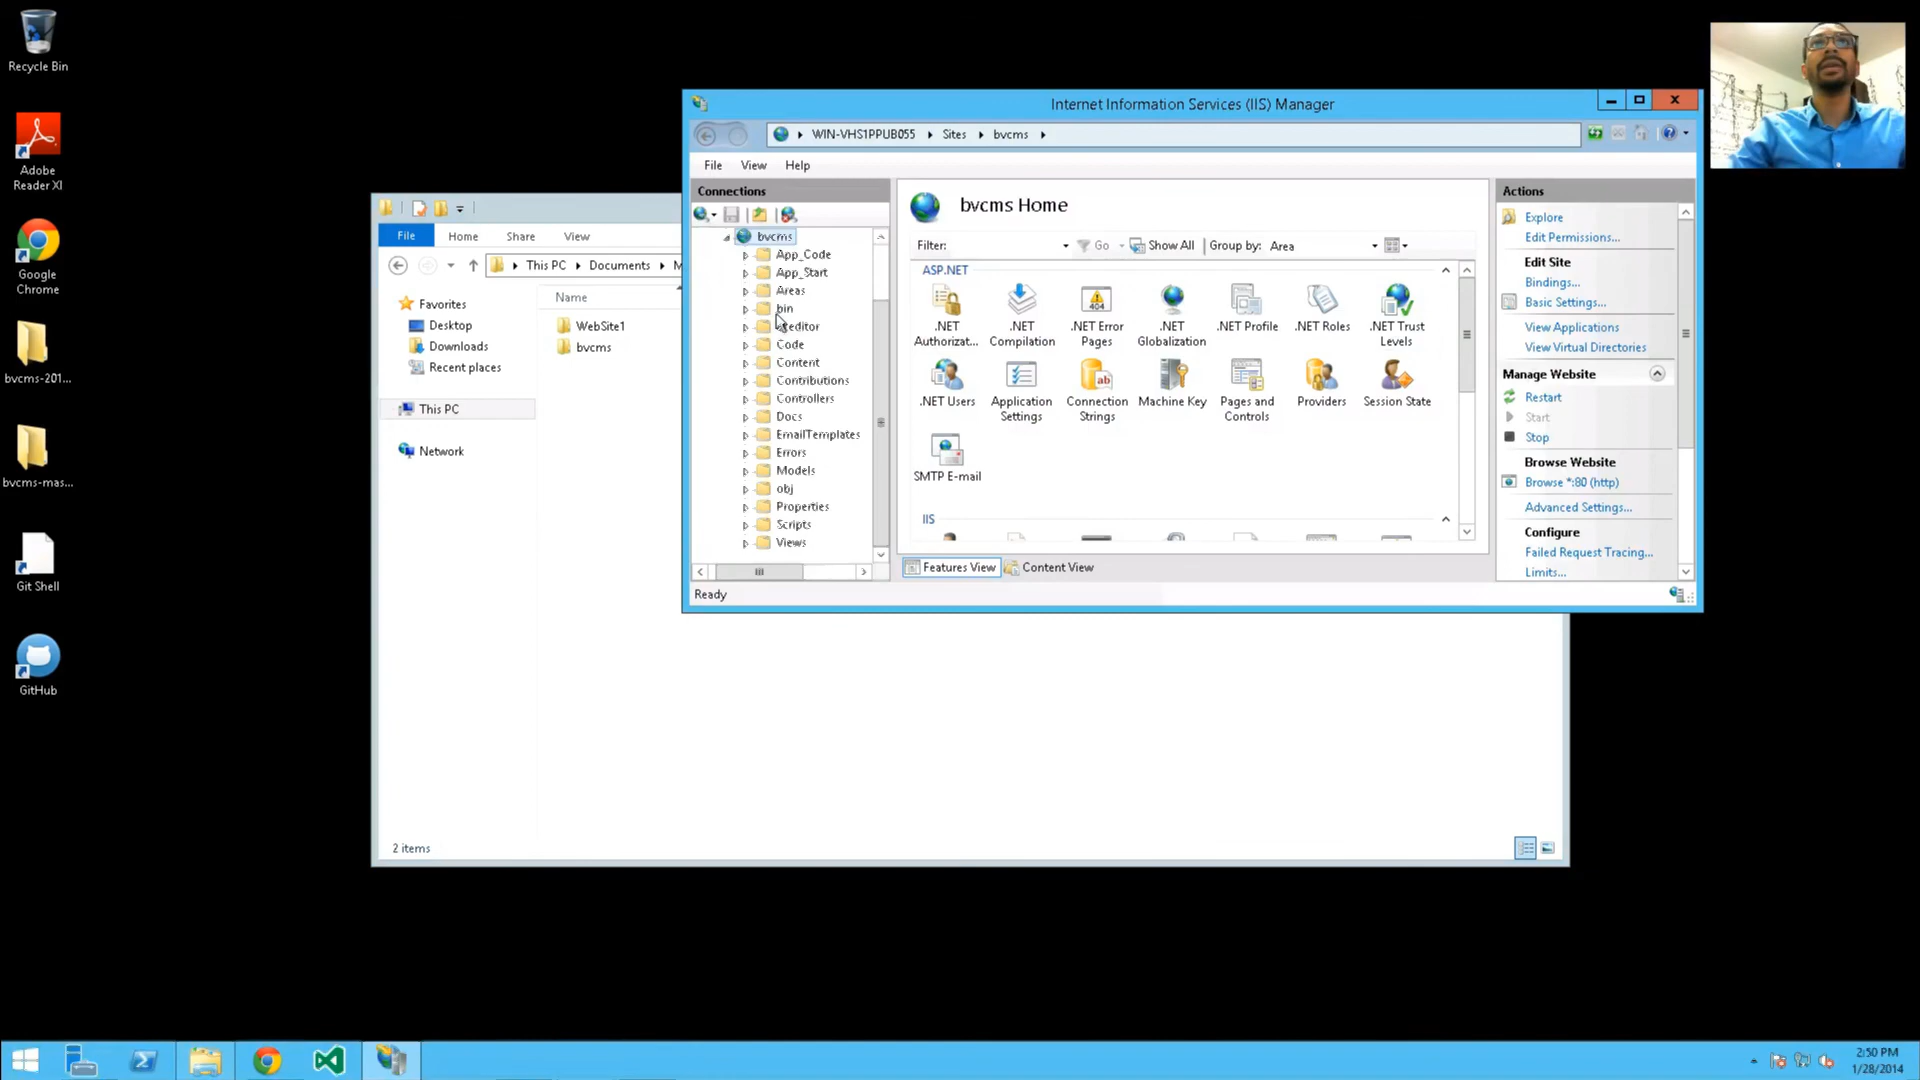 Recycle Bin
Adobe
Reader XI
Google
Chrome
bvcms-201...
bvcms-mas...
Git Shell
GitHub
File
Home
Share
View
This PC
Documents
M
Favorites
Desktop
Downloads
Recent places
This PC
Network
Name
WebSite1
bvcms
2 items
Internet Information Services (IIS) Manager
WIN-VHS1PPUB055
Sites
bvcms
File
View
Help
Connections
bvcms
App_Code
App_Start
Areas
bin
Code
Content
Contributions
Controllers
Docs
EmailTemplates
Errors
Models
obj
Properties
Scripts
Views
bvcms Home
Filter:
Go
Show All
Group by:
Area
ASP.NET
.NET
Authorizat...
.NET
Compilation
.NET Error
Pages
.NET
Globalization
.NET Profile
.NET Roles
.NET Trust
Levels
.NET Users
Application
Settings
Connection
Strings
Machine Key
Pages and
Controls
Providers
Session State
SMTP E-mail
IIS
Features View
Content View
Ready
Actions
Explore
Edit Permissions...
Edit Site
Bindings...
Basic Settings...
View Applications
View Virtual Directories
Manage Website
Restart
Start
Stop
Browse Website
Browse *:80 (http)
Advanced Settings...
Configure
Failed Request Tracing...
Limits...
2:50 PM
1/28/2014